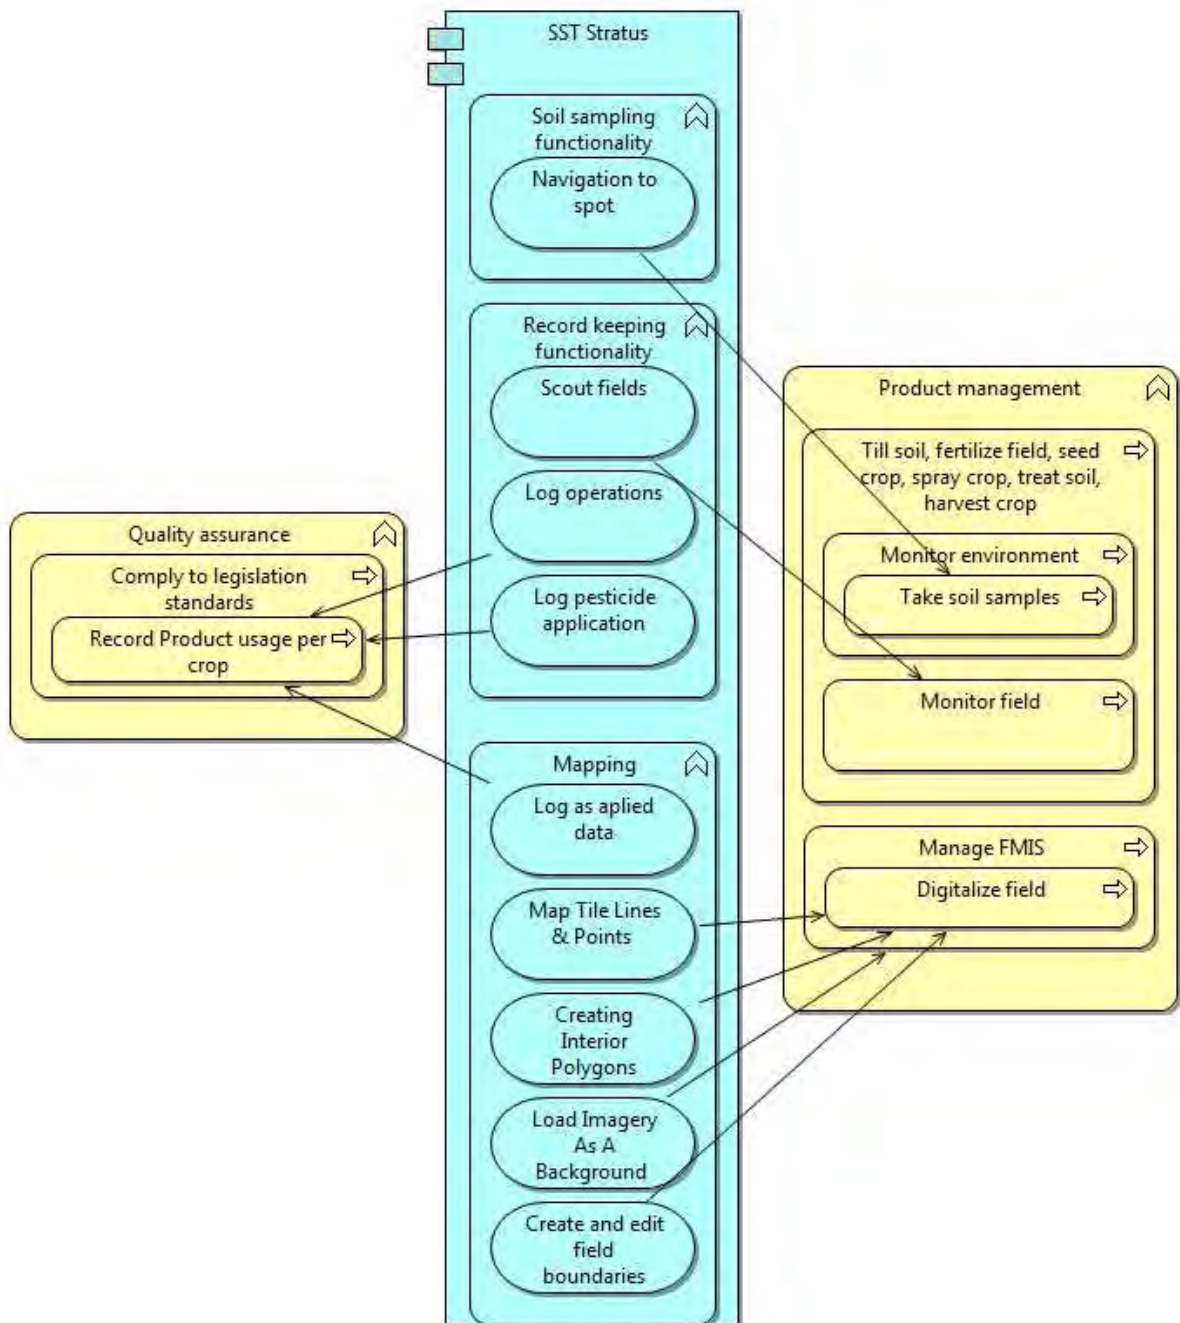 SST Stratus
Soil sampling
functionality
Navigation to
spot
Record keeping
functionality
Scout fields
Log operations
Log pesticide
application
Mapping
Log as aplied
data
Map Tile Lines
& Points
Creating
Interior
Polygons
Load Imagery
As A
Background
Create and edit
field
boundaries
Quality assurance
Comply to legislation
standards
Record Product usage per
crop
Product management
Till soil, fertilize field, seed
crop, spray crop, treat soil,
harvest crop
Monitor environment
Take soil samples
Monitor field
Manage FMIS
Digitalize field